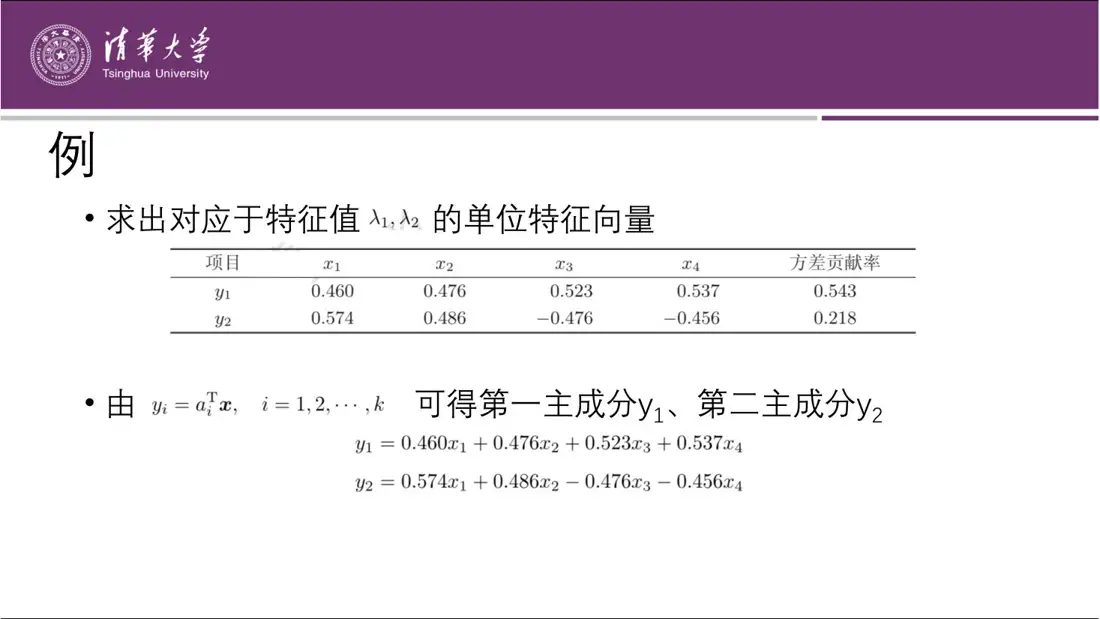 清华大学
Tsinghua University
例
• 求出对应于特征值 λ₁, λ₂ 的单位特征向量
项目 x₁ x₂ x₃ x₄ 方差贡献率
y₁ 0.460 0.476 0.523 0.537 0.543
y₂ 0.574 0.486 −0.476 −0.456 0.218
• 由 yᵢ = aᵢᵀx, i = 1, 2, ⋯, k 可得第一主成分y₁、第二主成分y₂
y₁ = 0.460x₁ + 0.476x₂ + 0.523x₃ + 0.537x₄
y₂ = 0.574x₁ + 0.486x₂ − 0.476x₃ − 0.456x₄